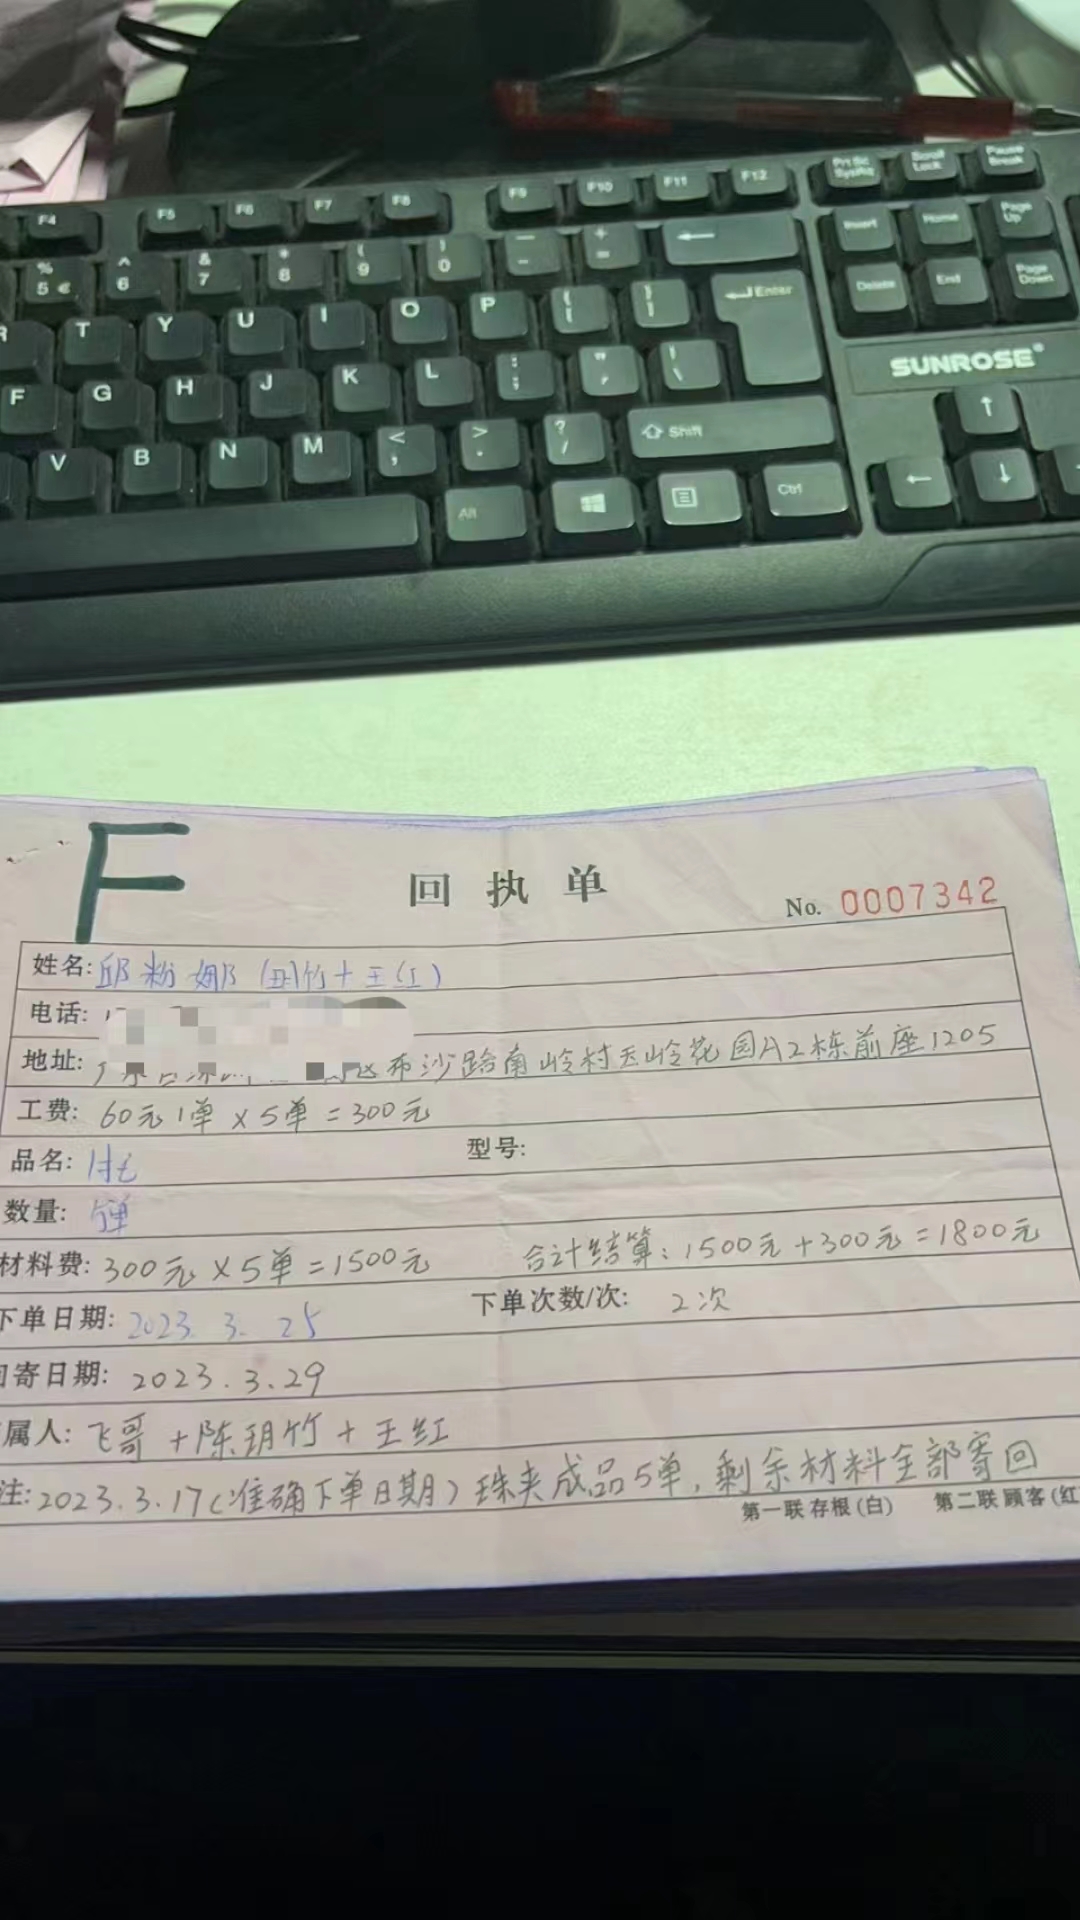 F4 F5 F6 F7 F8 F9 F10 F11 F12 Prt Sc SysRq Scroll Lock Pause Break
% 5 € ^ 6 & 7 * 8 ( 9 ) 0 — - + = ← Insert Home Page Up
R T Y U I O P { [ } ] Enter Delete End Page Down
F G H J K L : ; " ' | \
SUNROSE
V B N M < , > . ? / Shift ↑
Alt Ctrl ← ↓
F
回执单
No. 0007342
姓名: 邱粉娜(玥竹+王红)
电话:
地址: 布沙路南岭村玉岭花园A2栋前座1205
工费: 60元1单×5单=300元
品名: 型号:
数量: 5单
材料费: 300元×5单=1500元 合计结算:1500元+300元=1800元
下单日期: 2023.3.25 下单次数/次: 2次
寄日期: 2023.3.29
属人: 飞哥+陈玥竹+王红
注: 2023.3.17(准确下单日期)珠夹成品5单,剩余材料全部寄回
第一联 存根(白) 第二联 顾客(红